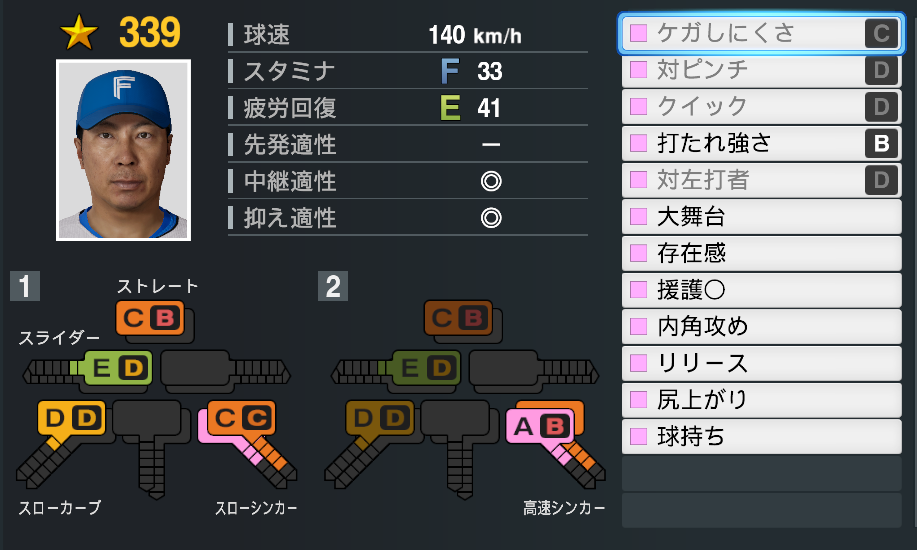 ★ 339
球速 140 km/h
スタミナ F 33
疲労回復 E 41
先発適性 ―
中継適性 ◎
抑え適性 ◎
F
1
ストレート
C B
スライダー
E D
D D
C C
スローカーブ
スローシンカー
2
C B
E D
D D
A B
高速シンカー
ケガしにくさ C
対ピンチ D
クイック D
打たれ強さ B
対左打者 D
大舞台
存在感
援護〇
内角攻め
リリース
尻上がり
球持ち